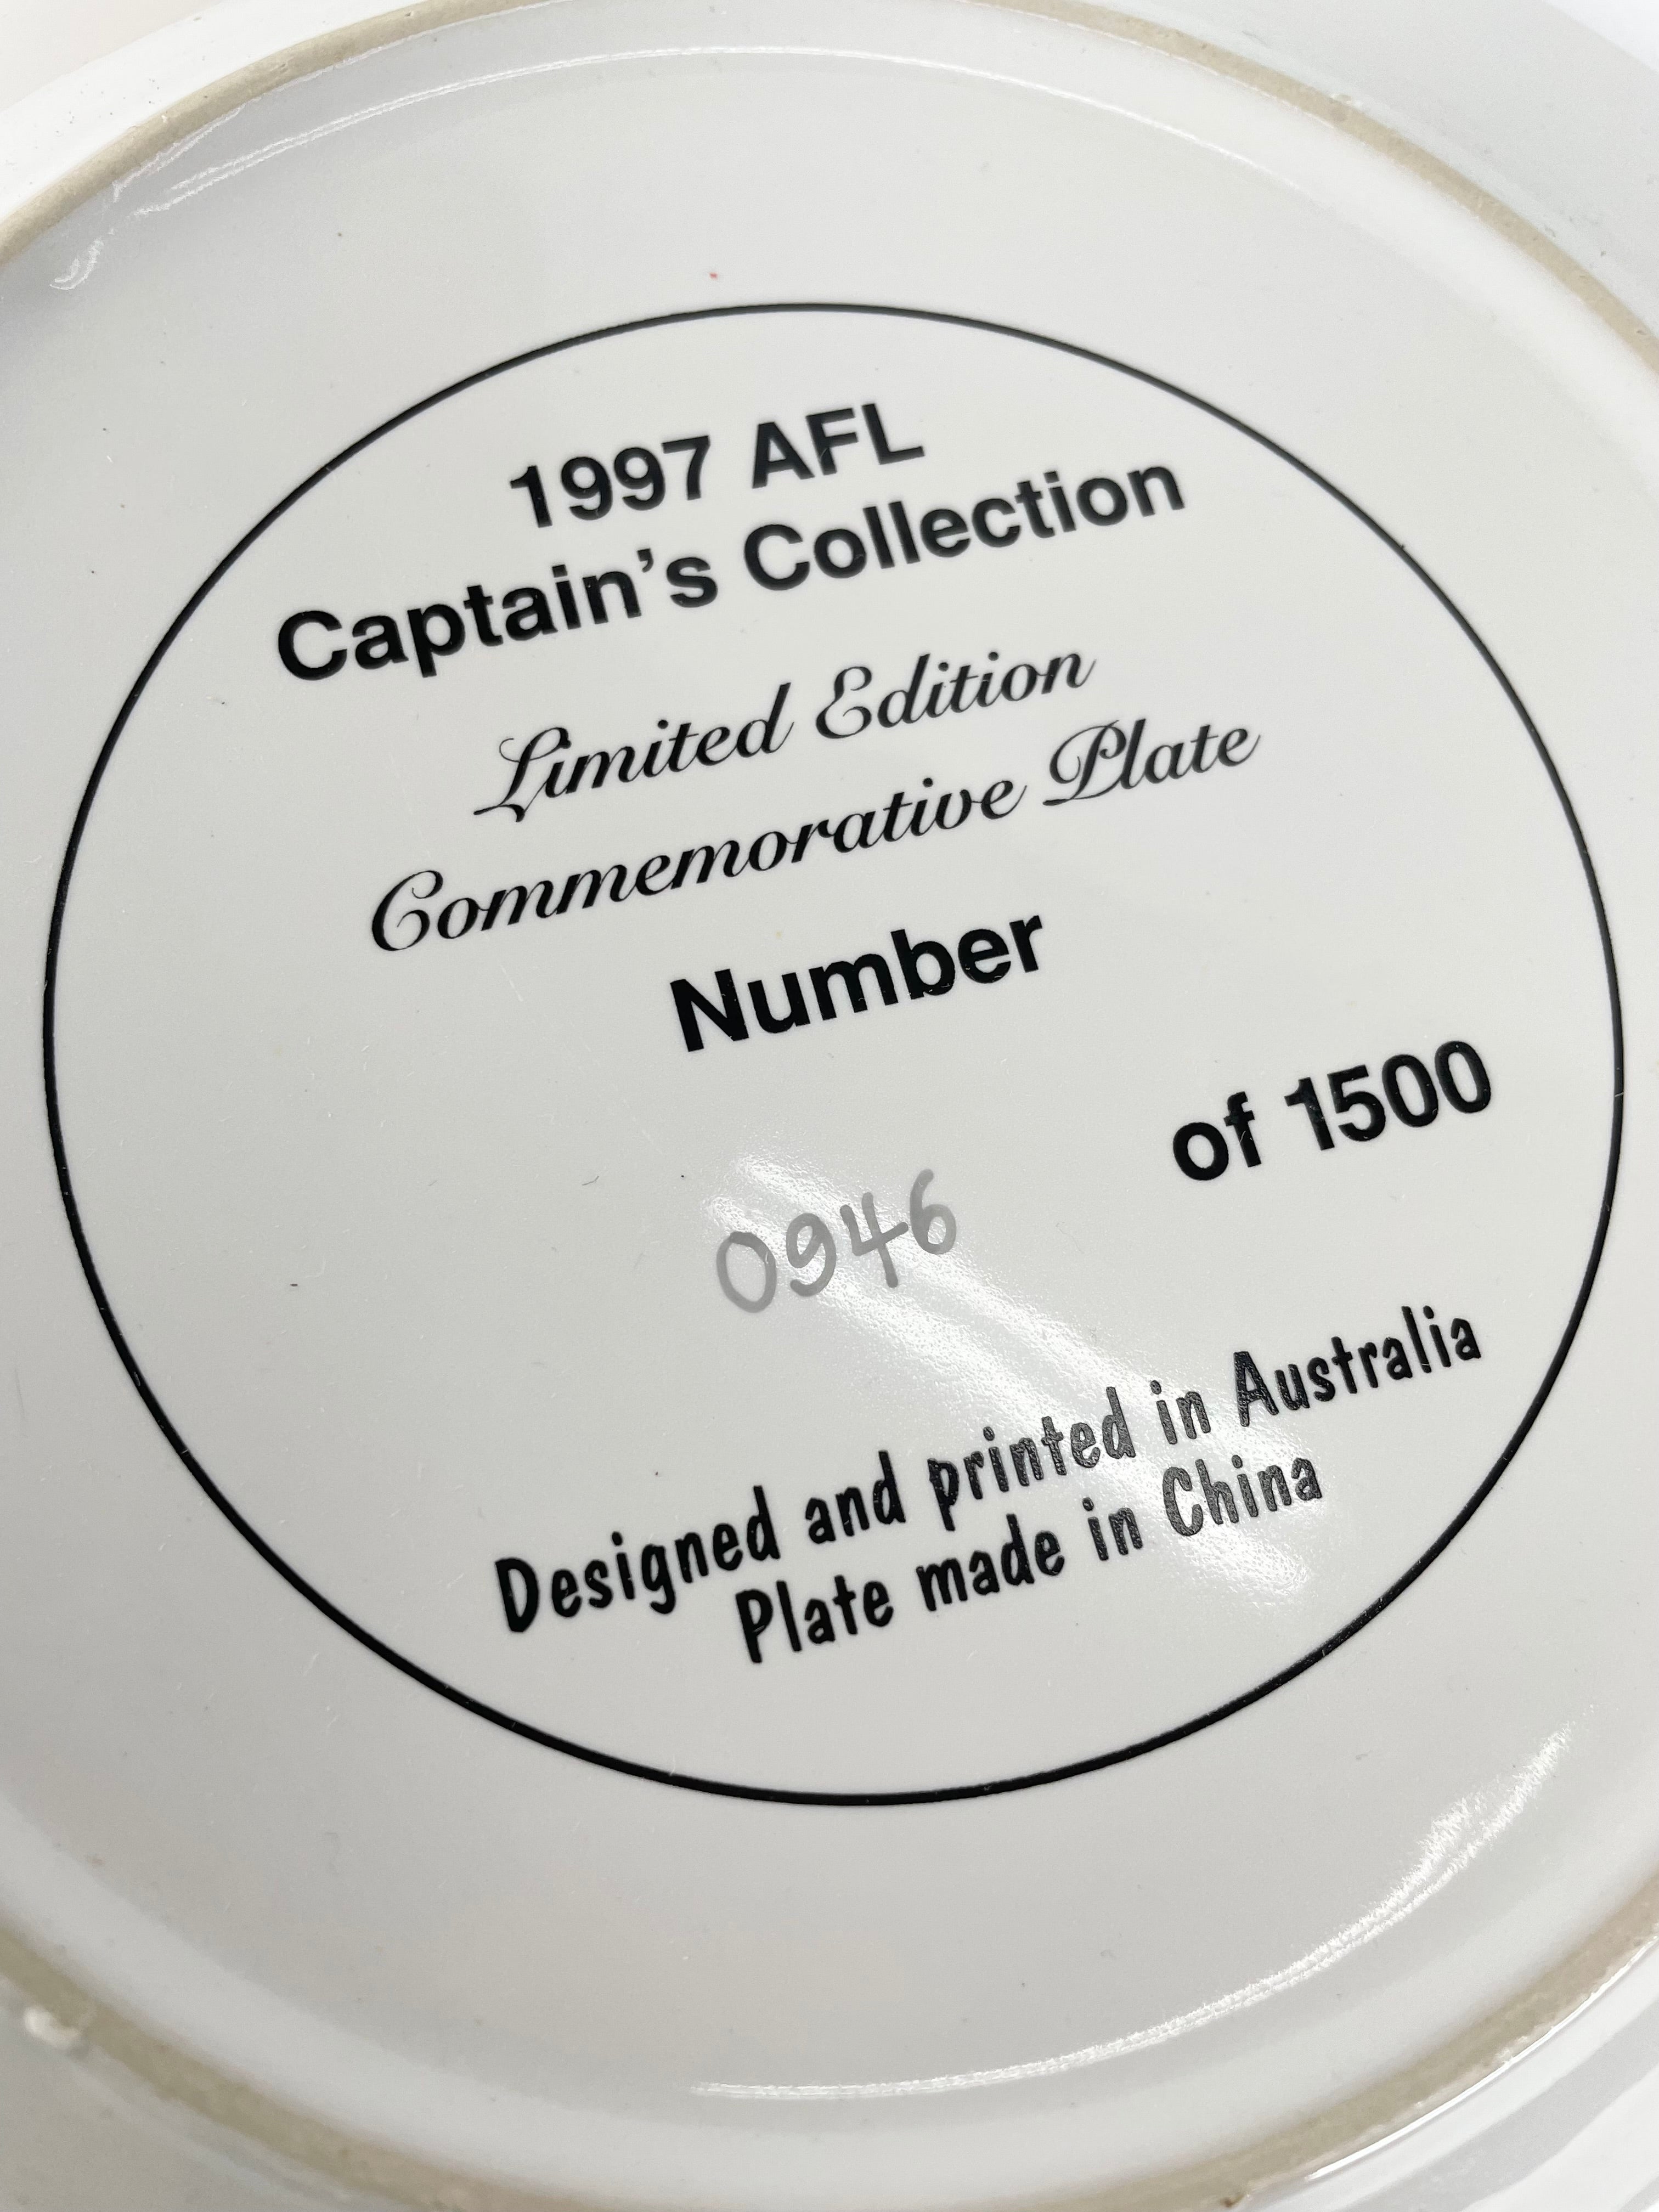 1997 AFL
Captain's Collection
Limited Edition
Commemorative Plate
Number
of 1500
0946
Designed and printed in Australia
Plate made in China